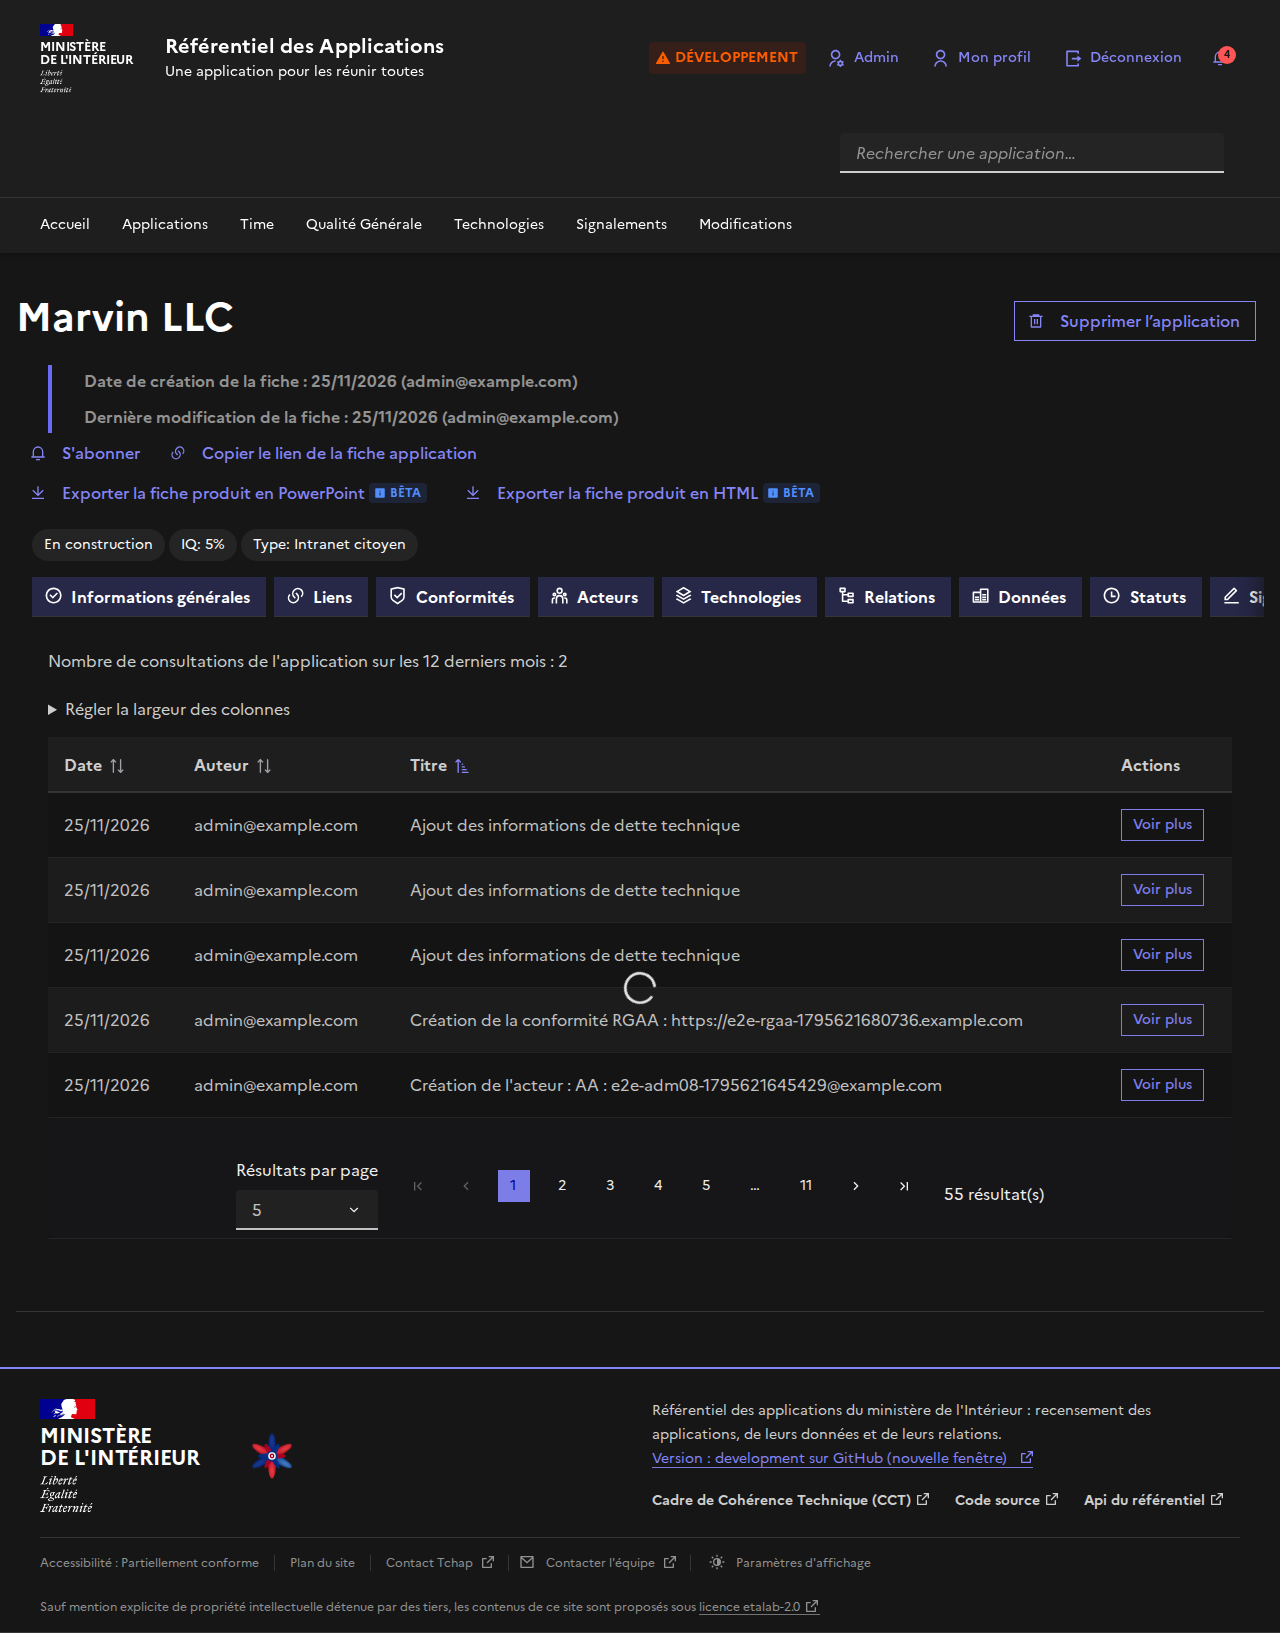 MINISTÈRE
DE L'INTÉRIEUR
Liberté
Égalité
Fraternité
Référentiel des Applications
Une application pour les réunir toutes
DÉVELOPPEMENT
Admin
Mon profil
Déconnexion
4
Rechercher une application…
Accueil
Applications
Time
Qualité Générale
Technologies
Signalements
Modifications
Marvin LLC
Supprimer l’application
Date de création de la fiche : 25/11/2026 (admin@example.com)
Dernière modification de la fiche : 25/11/2026 (admin@example.com)
S'abonner
Copier le lien de la fiche application
Exporter la fiche produit en PowerPoint BÊTA
Exporter la fiche produit en HTML BÊTA
En construction
IQ: 5%
Type: Intranet citoyen
Informations générales
Liens
Conformités
Acteurs
Technologies
Relations
Données
Statuts
Nombre de consultations de l'application sur les 12 derniers mois : 2
Régler la largeur des colonnes
Date Auteur Titre Actions
25/11/2026 admin@example.com Ajout des informations de dette technique Voir plus
25/11/2026 admin@example.com Ajout des informations de dette technique Voir plus
25/11/2026 admin@example.com Ajout des informations de dette technique Voir plus
25/11/2026 admin@example.com Création de la conformité RGAA : https://e2e-rgaa-1795621680736.example.com Voir plus
25/11/2026 admin@example.com Création de l'acteur : AA : e2e-adm08-1795621645429@example.com Voir plus
Résultats par page
5
1 2 3 4 5 … 11
55 résultat(s)
MINISTÈRE
DE L'INTÉRIEUR
Liberté
Égalité
Fraternité
Référentiel des applications du ministère de l'Intérieur : recensement des
applications, de leurs données et de leurs relations.
Version : development sur GitHub (nouvelle fenêtre)
Cadre de Cohérence Technique (CCT)
Code source
Api du référentiel
Accessibilité : Partiellement conforme
Plan du site
Contact Tchap
Contacter l'équipe
Paramètres d'affichage
Sauf mention explicite de propriété intellectuelle détenue par des tiers, les contenus de ce site sont proposés sous licence etalab-2.0